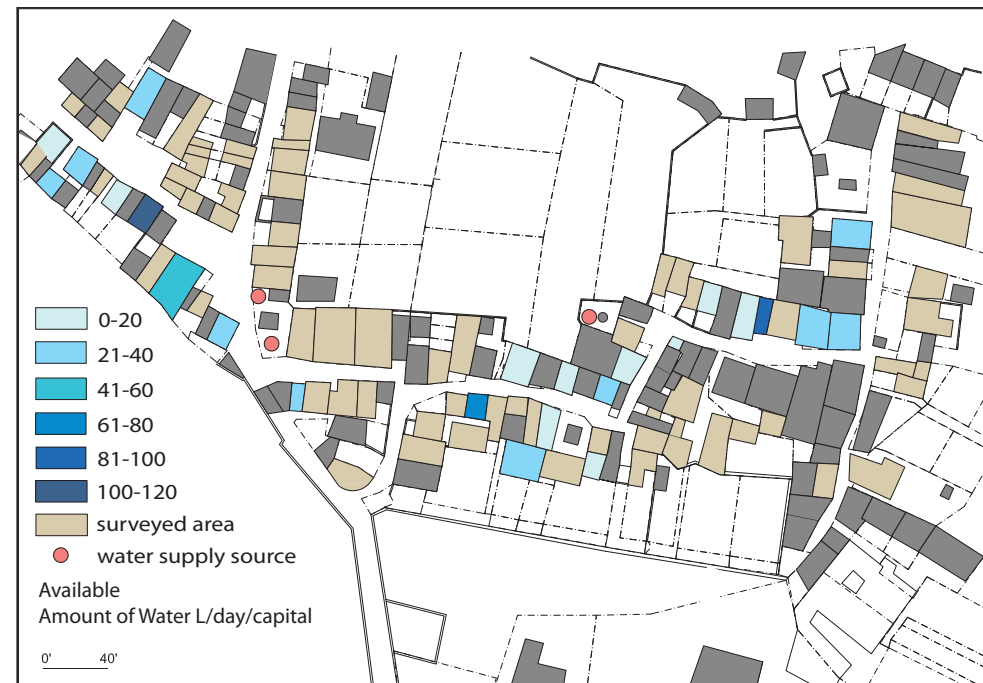 0-20
21-40
41-60
61-80
81-100
100-120
surveyed area
water supply source
Available
Amount of Water L/day/capital
0' 40'